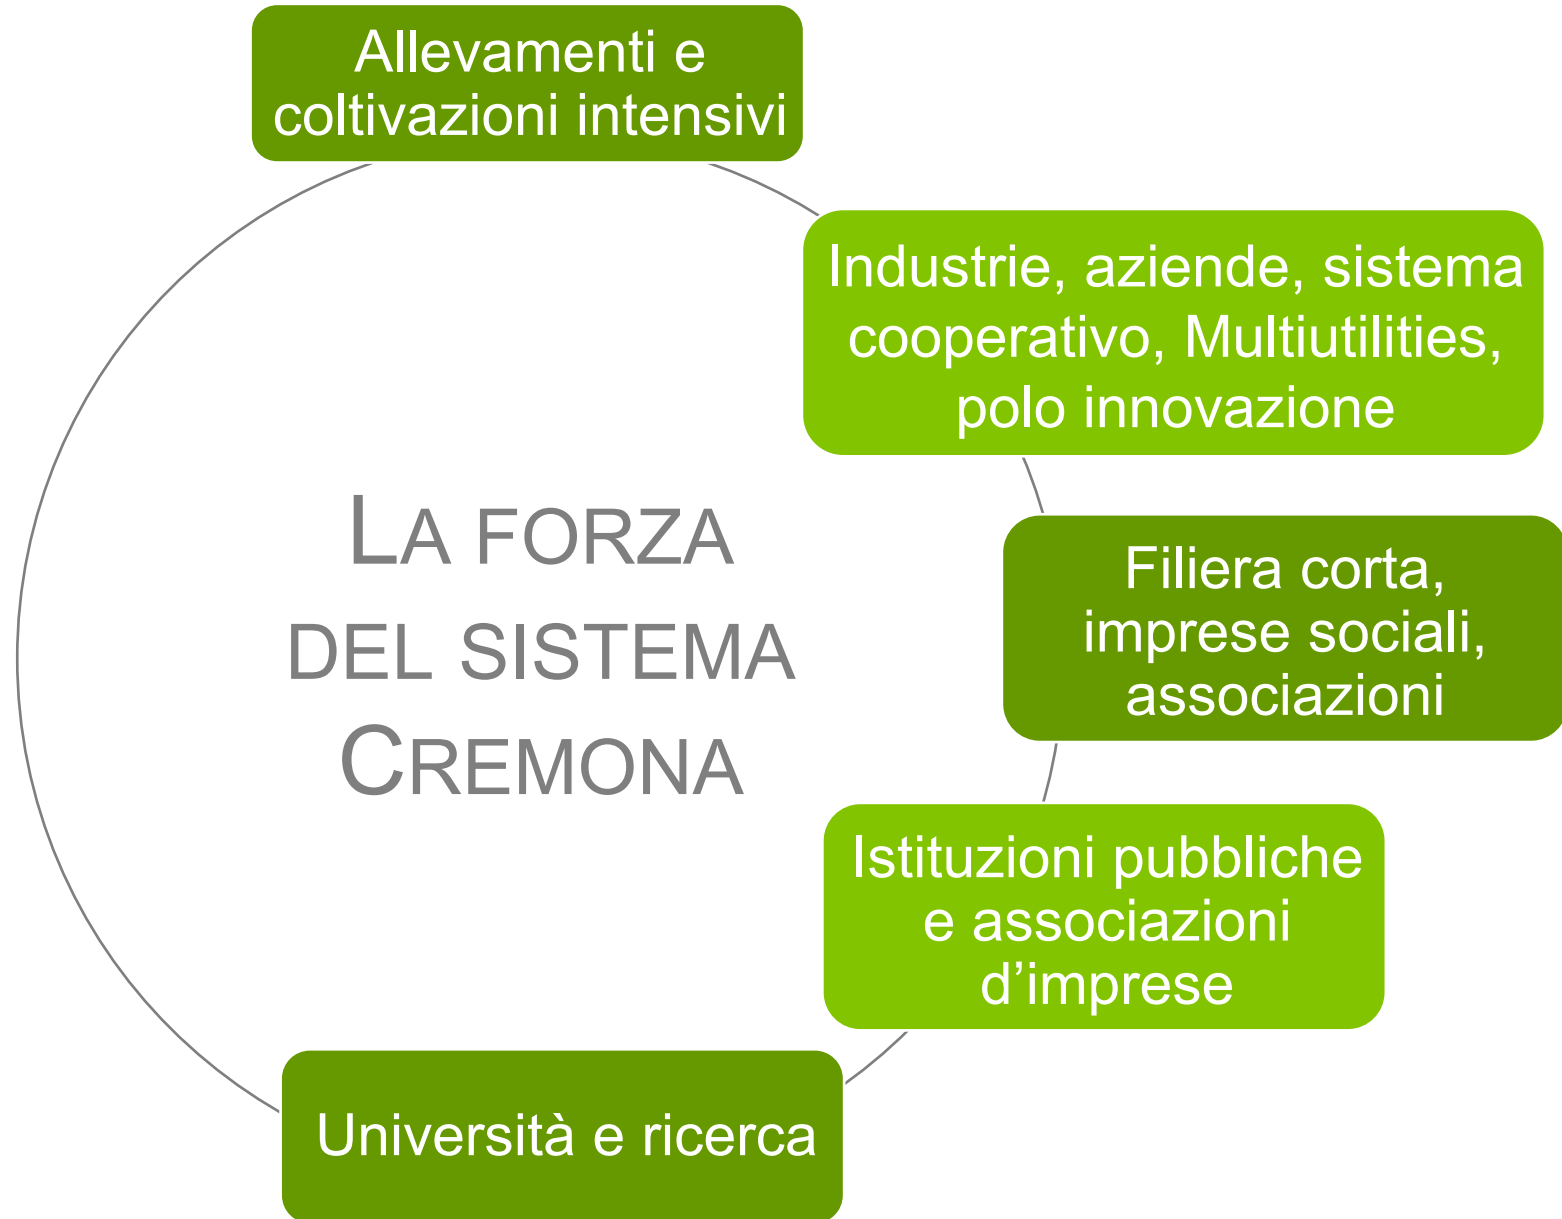 Allevamenti e
coltivazioni intensivi
Industrie, aziende, sistema
cooperativo, Multiutilities,
polo innovazione
LA FORZA
DEL SISTEMA
CREMONA
Filiera corta,
imprese sociali,
associazioni
Istituzioni pubbliche
e associazioni
d’imprese
Università e ricerca